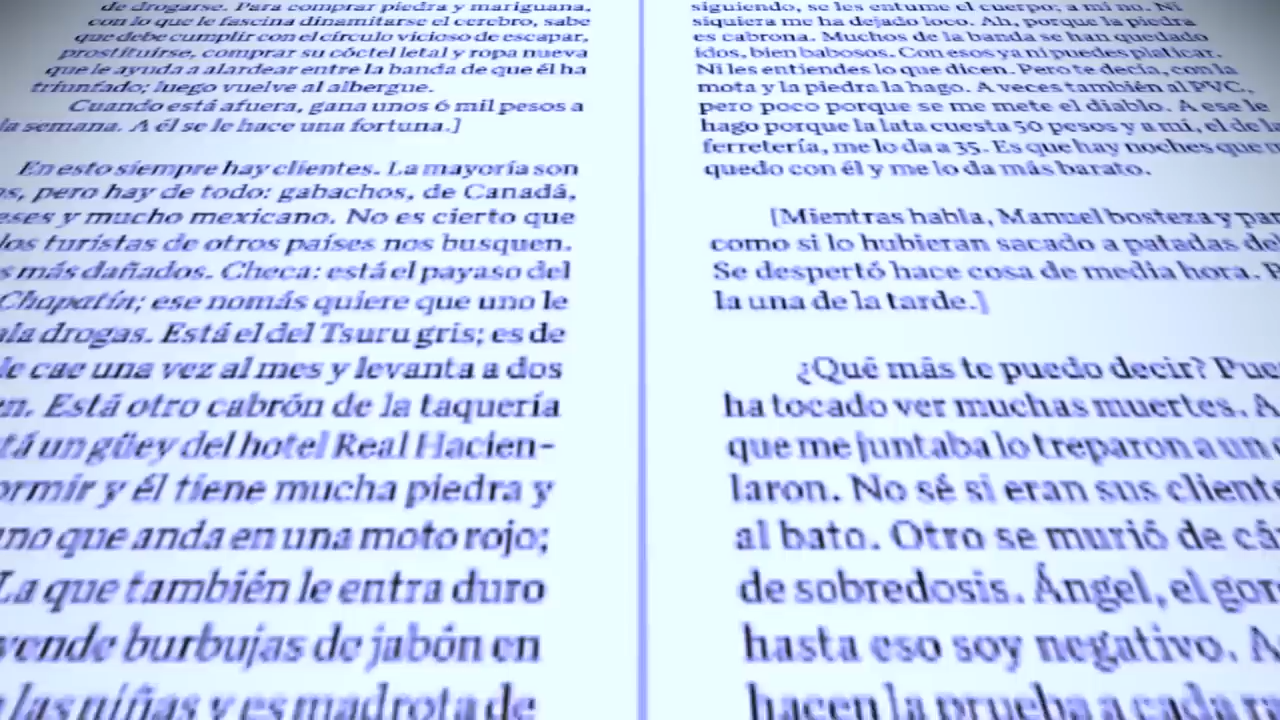 de drogarse. Para comprar piedra y mariguana,
con lo que le fascina dinamitarse el cerebro, sabe
que debe cumplir con el círculo vicioso de escapar,
prostituirse, comprar su cóctel letal y ropa nueva
que le ayuda a alardear entre la banda de que él ha
triunfado; luego vuelve al albergue.
Cuando está afuera, gana unos 6 mil pesos a
la semana. A él se le hace una fortuna.]
En esto siempre hay clientes. La mayoría son
s, pero hay de todo: gabachos, de Canadá,
eses y mucho mexicano. No es cierto que
los turistas de otros países nos busquen.
s más dañados. Checa: está el payaso del
Chapatín; ese nomás quiere que uno le
ala drogas. Está el del Tsuru gris; es de
le cae una vez al mes y levanta a dos
en. Está otro cabrón de la taquería
tá un güey del hotel Real Hacien-
ormir y él tiene mucha piedra y
uno que anda en una moto rojo;
La que también le entra duro
vende burbujas de jabón en
las niñas y es madrota de
siguiendo, se les entume el cuerpo; a mí no. Ni
siquiera me ha dejado loco. Ah, porque la piedra
es cabrona. Muchos de la banda se han quedado
idos, bien babosos. Con esos ya ni puedes platicar.
Ni les entiendes lo que dicen. Pero te decía, con la
mota y la piedra la hago. A veces también al PVC,
pero poco porque se me mete el diablo. A ese le
hago porque la lata cuesta 50 pesos y a mí, el de la
ferretería, me lo da a 35. Es que hay noches que m
quedo con él y me lo da más barato.
[Mientras habla, Manuel bosteza y par
como si lo hubieran sacado a patadas de
Se despertó hace cosa de media hora.
la una de la tarde.]
¿Qué más te puedo decir? Pue
ha tocado ver muchas muertes. A
que me juntaba lo treparon a un
laron. No sé si eran sus cliente
al bato. Otro se murió de cá
de sobredosis. Ángel, el gor
hasta eso soy negativo. A
hacen la prueba a cada ra